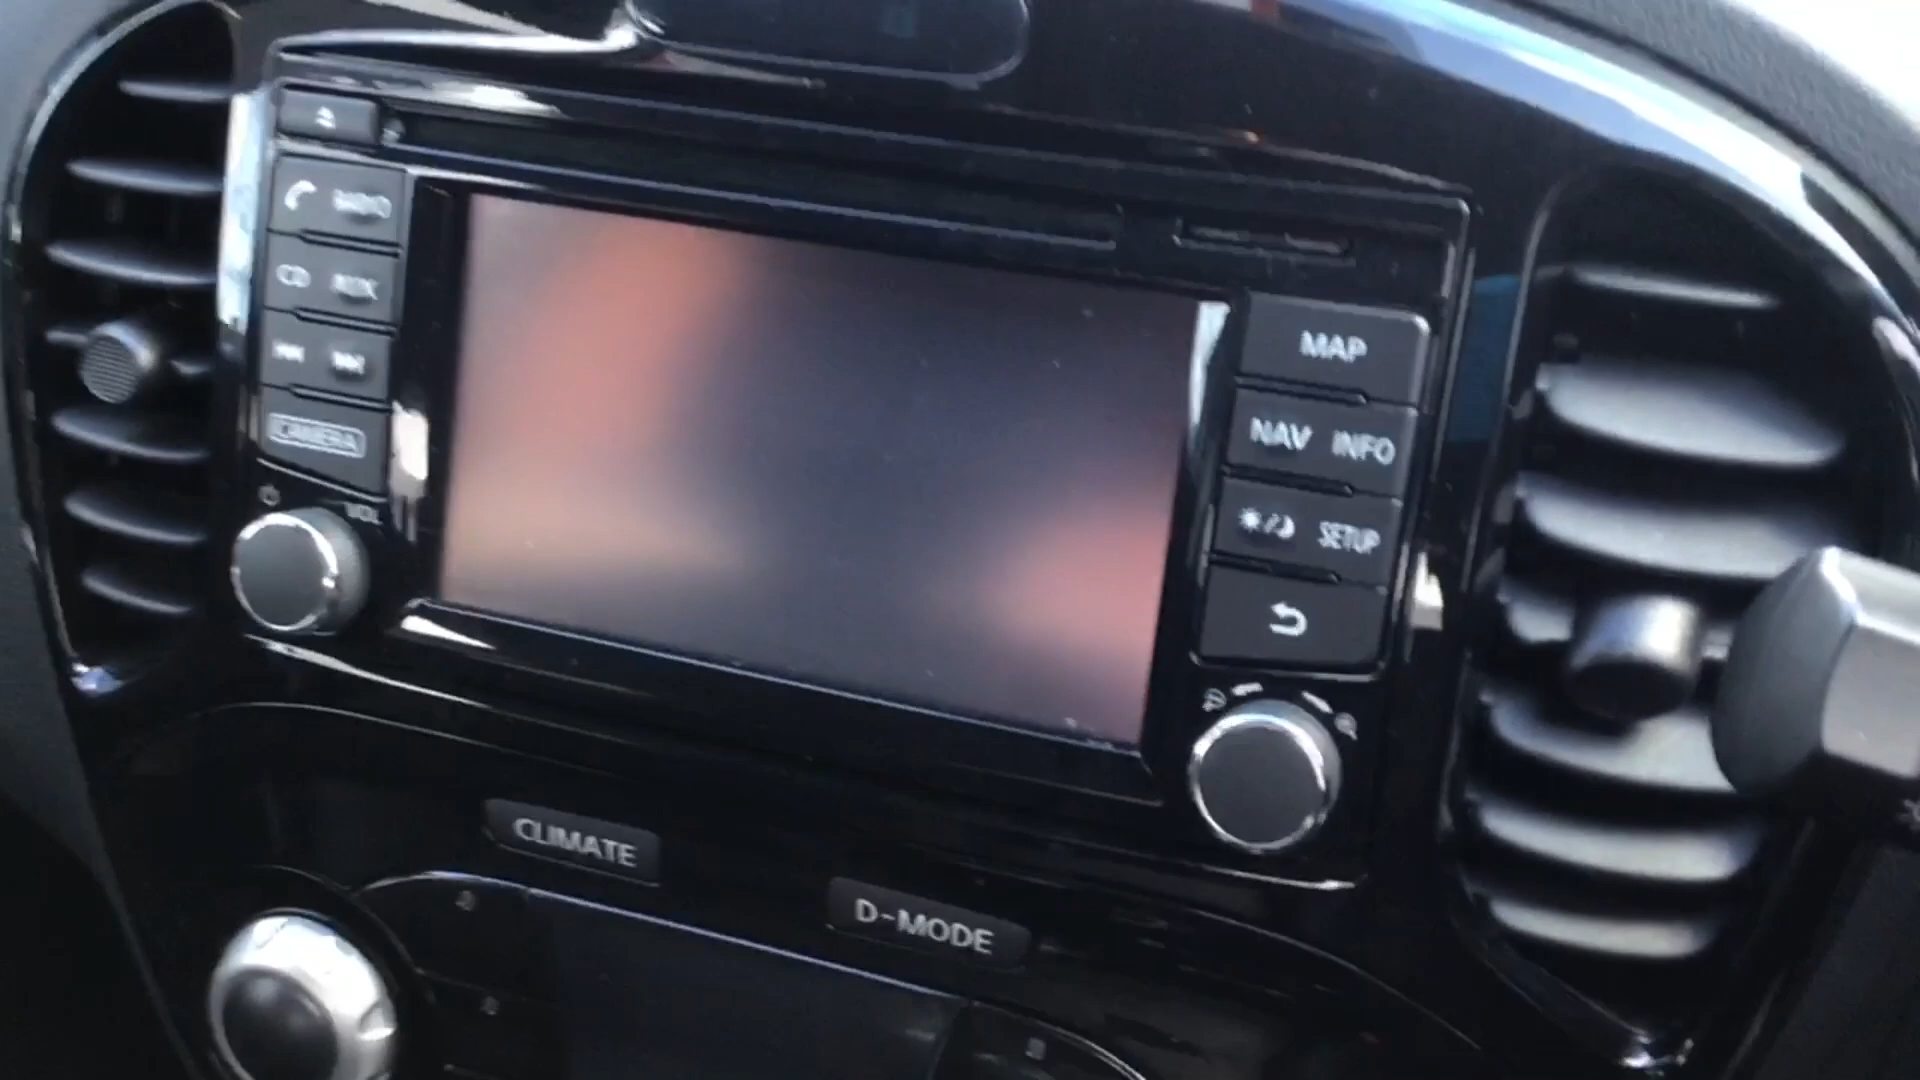 RADIO
CD AUX
CAMERA
VOL
MAP
NAV INFO
SETUP
CLIMATE
D-MODE